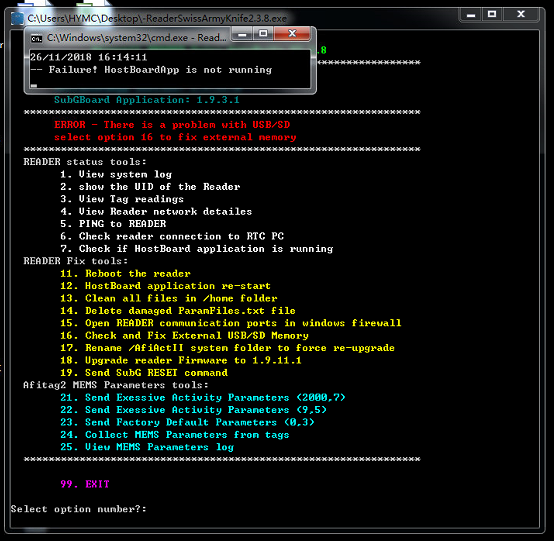 C:\Users\HYMC\Desktop\-ReaderSwissArmyKnife2.3.8.exe
C:\Windows\system32\cmd.exe - Read...
.8
26/11/2018 16:14:11
-- Failure! HostBoardApp is not running
SubGBoard Application: 1.9.3.1
*****************************************************************
ERROR - There is a problem with USB/SD
select option 16 to fix external memory
*****************************************************************
READER status tools:
1. View system log
2. show the UID of the Reader
3. View Tag readings
4. View Reader network detailes
5. PING to READER
6. Check reader connection to RTC PC
7. Check if HostBoard application is running
READER Fix tools:
11. Reboot the reader
12. HostBoard application re-start
13. Clean all files in /home folder
14. Delete damaged ParamFiles.txt file
15. Open READER communication ports in windows firewall
16. Check and Fix External USB/SD Memory
17. Rename /AfiActII system folder to force re-upgrade
18. Upgrade reader Firmware to 1.9.11.1
19. Send SubG RESET command
Afitag2 MEMS Parameters tools:
21. Send Exessive Activity Parameters (2000,7)
22. Send Exessive Activity Parameters (9,5)
23. Send Factory Default Parameters (0,3)
24. Collect MEMS Parameters from tags
25. View MEMS Parameters log
*****************************************************************
99. EXIT
Select option number?: